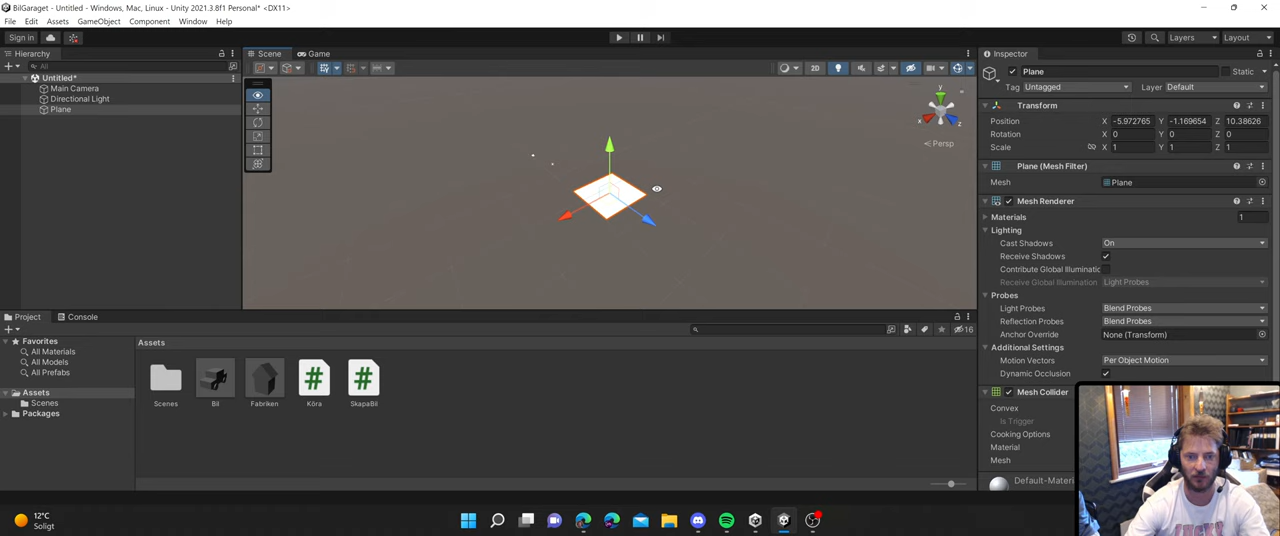 BilGaraget - Untitled - Windows, Mac, Linux - Unity 2021.3.8f1 Personal* <DX11>
File Edit Assets GameObject Component Window Help
Sign in
Layers
Layout
Hierarchy
All
Untitled*
Main Camera
Directional Light
Plane
Scene
Game
2D
y
x
z
Persp
Inspector
Plane
Static
Tag Untagged
Layer Default
Transform
Position X -5.972765 Y -1.169654 Z 10.38626
Rotation X 0 Y 0 Z 0
Scale X 1 Y 1 Z 1
Plane (Mesh Filter)
Mesh Plane
Mesh Renderer
Materials 1
Lighting
Cast Shadows On
Receive Shadows
Contribute Global Illuminatic
Receive Global Illumination Light Probes
Probes
Light Probes Blend Probes
Reflection Probes Blend Probes
Anchor Override None (Transform)
Additional Settings
Motion Vectors Per Object Motion
Dynamic Occlusion
Mesh Collider
Convex
Is Trigger
Cooking Options
Material
Mesh
Default-Materi
Project
Console
16
Favorites
All Materials
All Models
All Prefabs
Assets
Scenes
Packages
Assets
Scenes
Bil
Fabriken
# Köra
# SkapaBil
12°C
Soligt